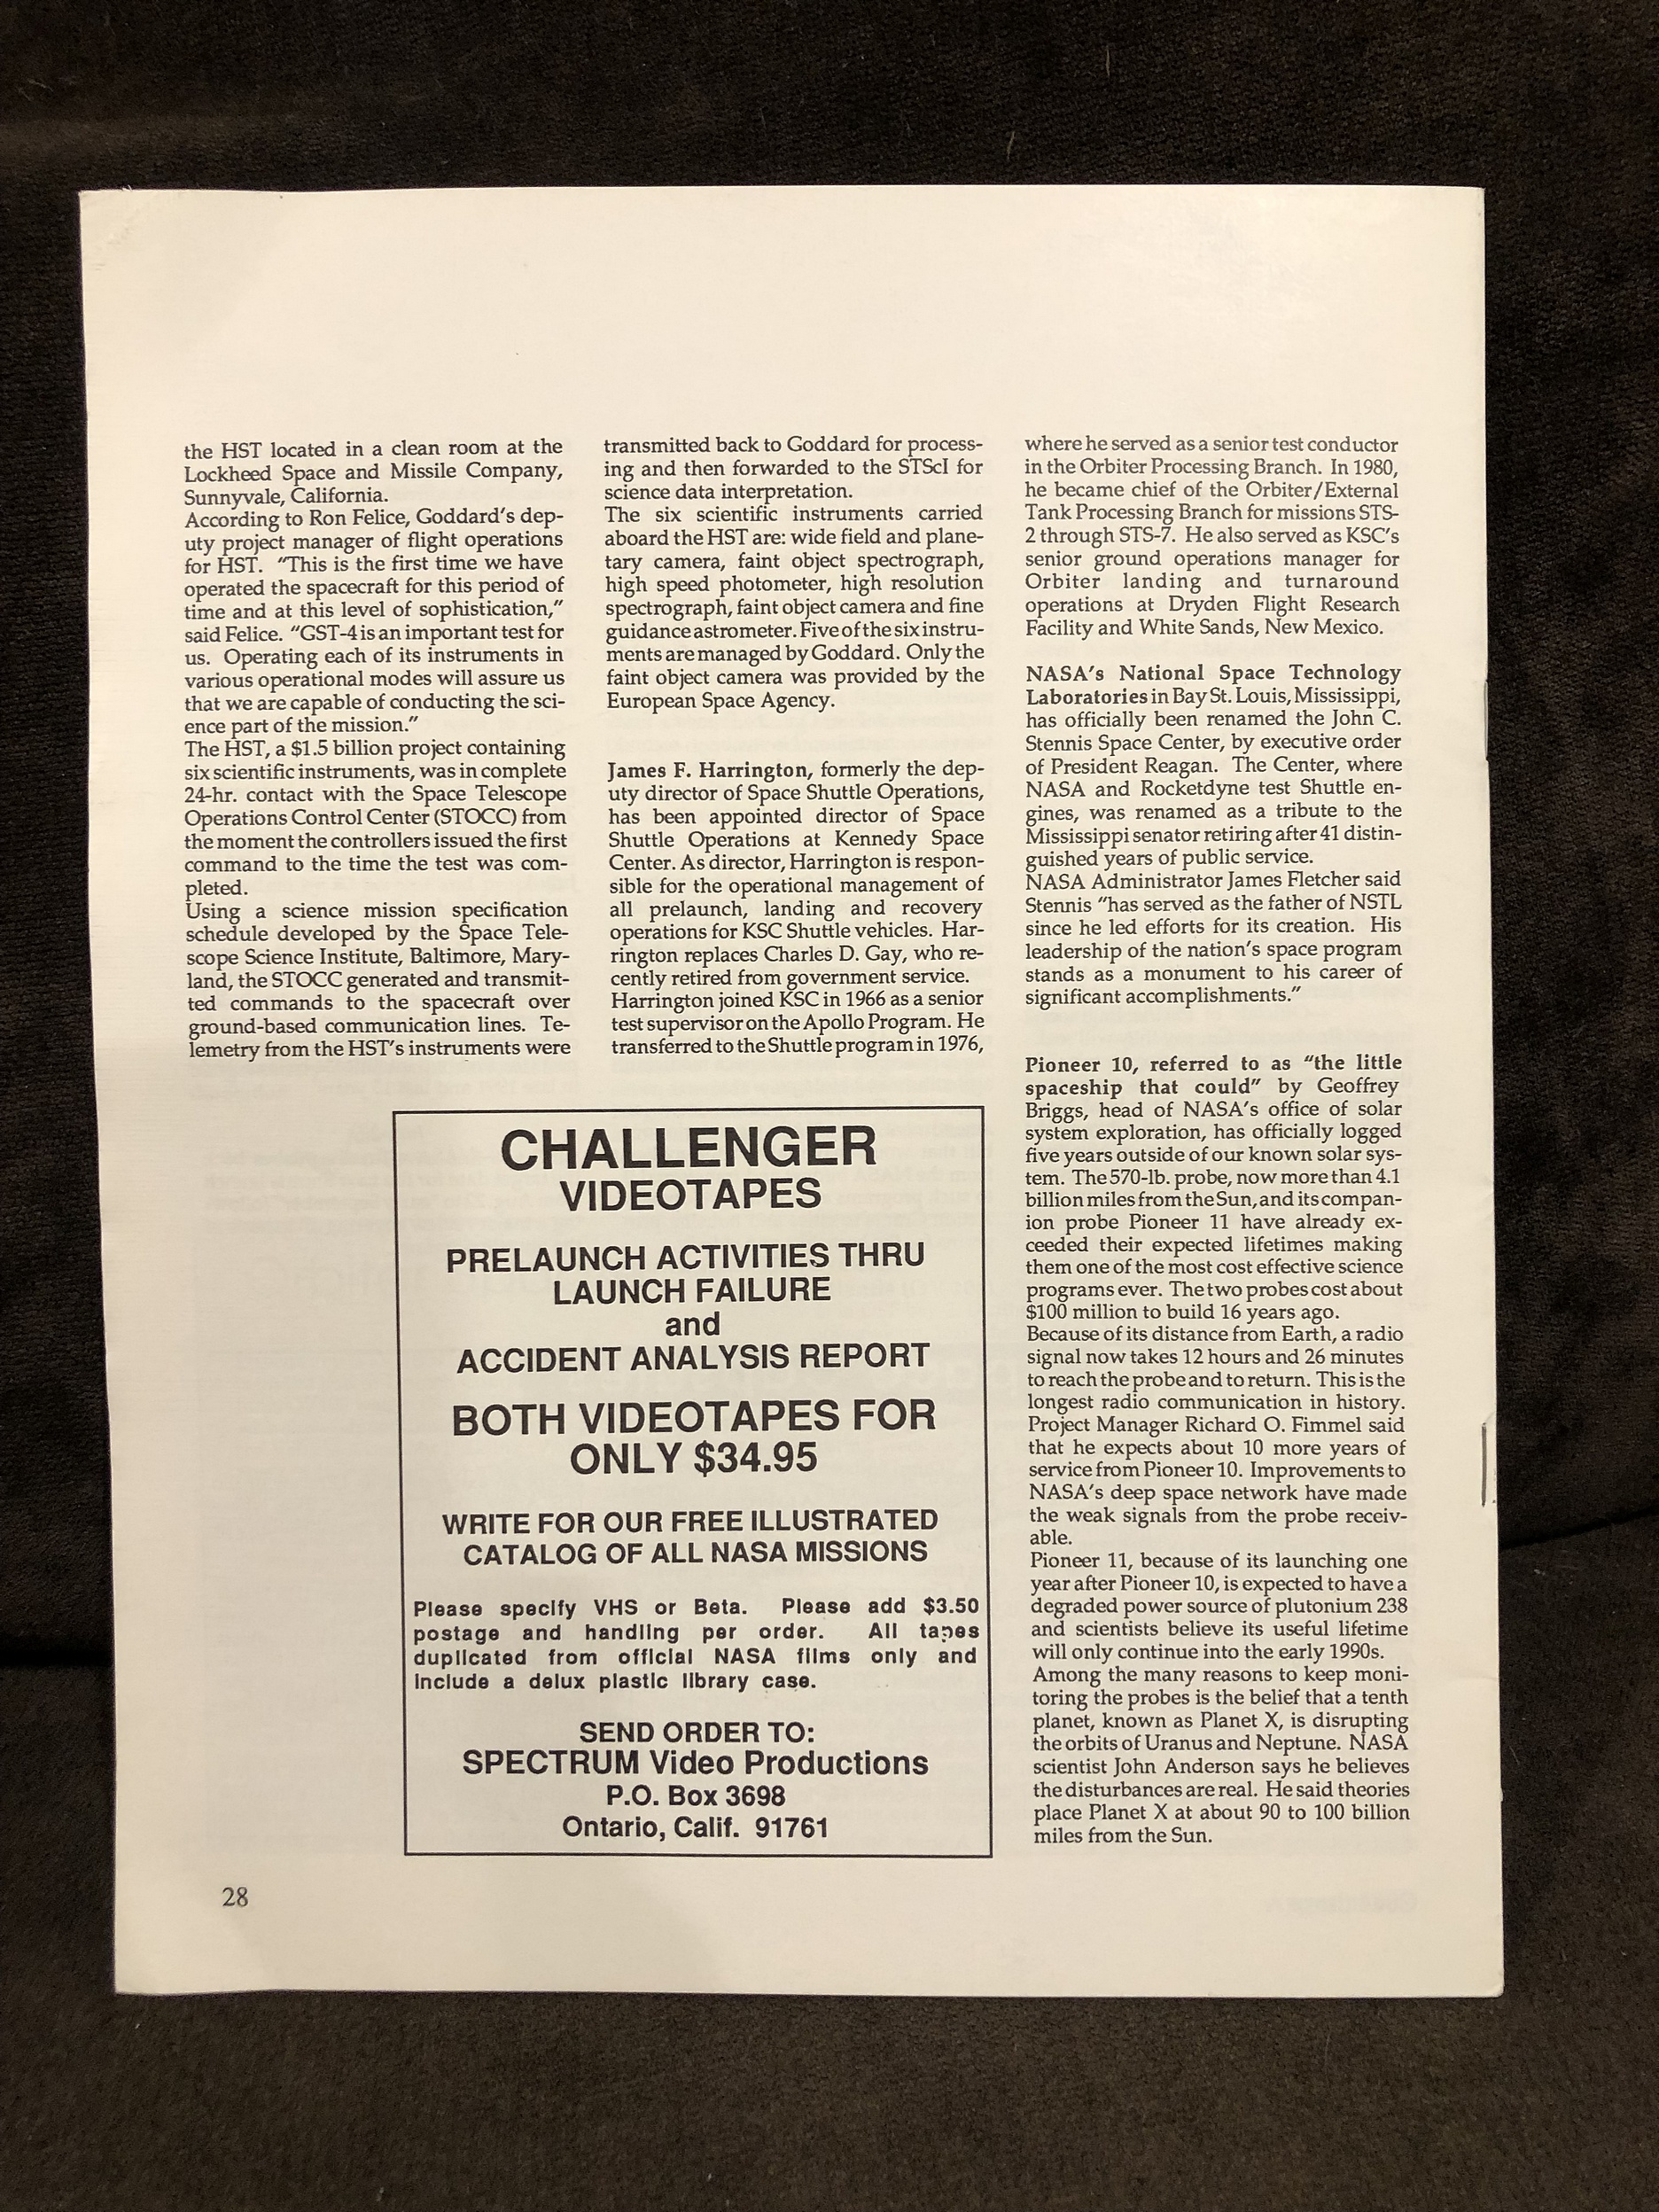 the HST located in a clean room at the
Lockheed Space and Missile Company,
Sunnyvale, California.
According to Ron Felice, Goddard's dep-
uty project manager of flight operations
for HST. "This is the first time we have
operated the spacecraft for this period of
time and at this level of sophistication,"
said Felice. "GST-4 is an important test for
us. Operating each of its instruments in
various operational modes will assure us
that we are capable of conducting the sci-
ence part of the mission."
The HST, a $1.5 billion project containing
six scientific instruments, was in complete
24-hr. contact with the Space Telescope
Operations Control Center (STOCC) from
the moment the controllers issued the first
command to the time the test was com-
pleted.
Using a science mission specification
schedule developed by the Space Tele-
scope Science Institute, Baltimore, Mary-
land, the STOCC generated and transmit-
ted commands to the spacecraft over
ground-based communication lines. Te-
lemetry from the HST's instruments were
transmitted back to Goddard for process-
ing and then forwarded to the STScI for
science data interpretation.
The six scientific instruments carried
aboard the HST are: wide field and plane-
tary camera, faint object spectrograph,
high speed photometer, high resolution
spectrograph, faint object camera and fine
guidance astrometer. Five of the six instru-
ments are managed by Goddard. Only the
faint object camera was provided by the
European Space Agency.
James F. Harrington, formerly the dep-
uty director of Space Shuttle Operations,
has been appointed director of Space
Shuttle Operations at Kennedy Space
Center. As director, Harrington is respon-
sible for the operational management of
all prelaunch, landing and recovery
operations for KSC Shuttle vehicles. Har-
rington replaces Charles D. Gay, who re-
cently retired from government service.
Harrington joined KSC in 1966 as a senior
test supervisor on the Apollo Program. He
transferred to the Shuttle program in 1976,
where he served as a senior test conductor
in the Orbiter Processing Branch. In 1980,
he became chief of the Orbiter/External
Tank Processing Branch for missions STS-
2 through STS-7. He also served as KSC's
senior ground operations manager for
Orbiter landing and turnaround
operations at Dryden Flight Research
Facility and White Sands, New Mexico.
NASA's National Space Technology
Laboratories in Bay St. Louis, Mississippi,
has officially been renamed the John C.
Stennis Space Center, by executive order
of President Reagan. The Center, where
NASA and Rocketdyne test Shuttle en-
gines, was renamed as a tribute to the
Mississippi senator retiring after 41 distin-
guished years of public service.
NASA Administrator James Fletcher said
Stennis "has served as the father of NSTL
since he led efforts for its creation. His
leadership of the nation's space program
stands as a monument to his career of
significant accomplishments."
Pioneer 10, referred to as "the little
spaceship that could" by Geoffrey
Briggs, head of NASA's office of solar
system exploration, has officially logged
five years outside of our known solar sys-
tem. The 570-lb. probe, now more than 4.1
billion miles from the Sun, and its compan-
ion probe Pioneer 11 have already ex-
ceeded their expected lifetimes making
them one of the most cost effective science
programs ever. The two probes cost about
$100 million to build 16 years ago.
Because of its distance from Earth, a radio
signal now takes 12 hours and 26 minutes
to reach the probe and to return. This is the
longest radio communication in history.
Project Manager Richard O. Fimmel said
that he expects about 10 more years of
service from Pioneer 10. Improvements to
NASA's deep space network have made
the weak signals from the probe receiv-
able.
Pioneer 11, because of its launching one
year after Pioneer 10, is expected to have a
degraded power source of plutonium 238
and scientists believe its useful lifetime
will only continue into the early 1990s.
Among the many reasons to keep moni-
toring the probes is the belief that a tenth
planet, known as Planet X, is disrupting
the orbits of Uranus and Neptune. NASA
scientist John Anderson says he believes
the disturbances are real. He said theories
place Planet X at about 90 to 100 billion
miles from the Sun.
CHALLENGER
VIDEOTAPES
PRELAUNCH ACTIVITIES THRU
LAUNCH FAILURE
and
ACCIDENT ANALYSIS REPORT
BOTH VIDEOTAPES FOR
ONLY $34.95
WRITE FOR OUR FREE ILLUSTRATED
CATALOG OF ALL NASA MISSIONS
Please specify VHS or Beta. Please add $3.50
postage and handling per order. All tapes
duplicated from official NASA films only and
include a delux plastic library case.
SEND ORDER TO:
SPECTRUM Video Productions
P.O. Box 3698
Ontario, Calif. 91761
28